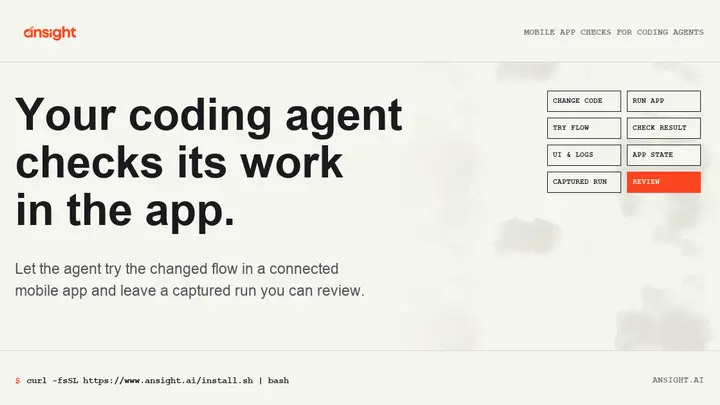 ansight
MOBILE APP CHECKS FOR CODING AGENTS
Your coding agent
checks its work
in the app.
Let the agent try the changed flow in a connected
mobile app and leave a captured run you can review.
CHANGE CODE
RUN APP
TRY FLOW
CHECK RESULT
UI & LOGS
APP STATE
CAPTURED RUN
REVIEW
$ curl -fsSL https://www.ansight.ai/install.sh | bash
ANSIGHT.AI